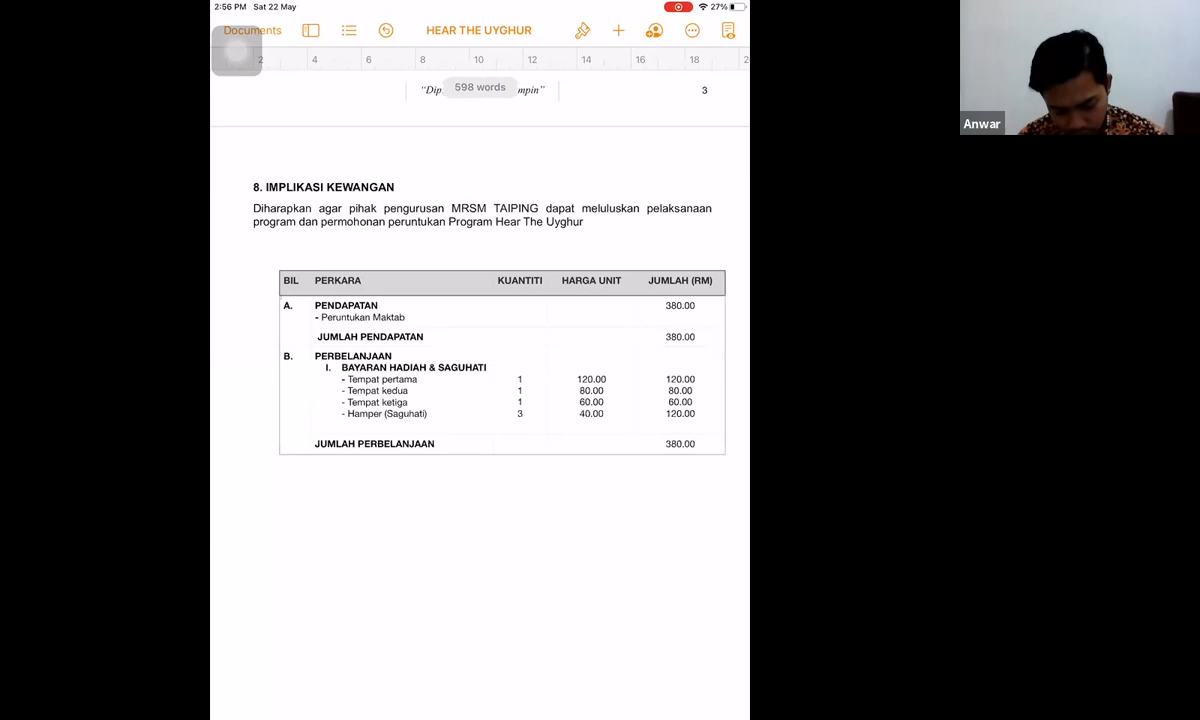 2:56 PM Sat 22 May
27%
Documents
HEAR THE UYGHUR
2 4 6 8 10 12 14 16 18 2
“Dip mpin”
598 words
3
8. IMPLIKASI KEWANGAN
Diharapkan agar pihak pengurusan MRSM TAIPING dapat meluluskan pelaksanaan
program dan permohonan peruntukan Program Hear The Uyghur
BIL PERKARA KUANTITI HARGA UNIT JUMLAH (RM)
A. PENDAPATAN 380.00
- Peruntukan Maktab
JUMLAH PENDAPATAN 380.00
B. PERBELANJAAN
I. BAYARAN HADIAH & SAGUHATI
- Tempat pertama 1 120.00 120.00
- Tempat kedua 1 80.00 80.00
- Tempat ketiga 1 60.00 60.00
- Hamper (Saguhati) 3 40.00 120.00
JUMLAH PERBELANJAAN 380.00
Anwar